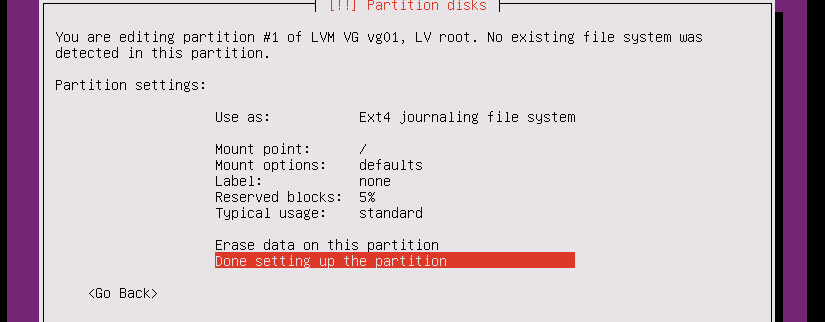 [!!] Partition disks
You are editing partition #1 of LVM VG vg01, LV root. No existing file system was
detected in this partition.
Partition settings:
Use as: Ext4 journaling file system
Mount point: /
Mount options: defaults
Label: none
Reserved blocks: 5%
Typical usage: standard
Erase data on this partition
Done setting up the partition
<Go Back>